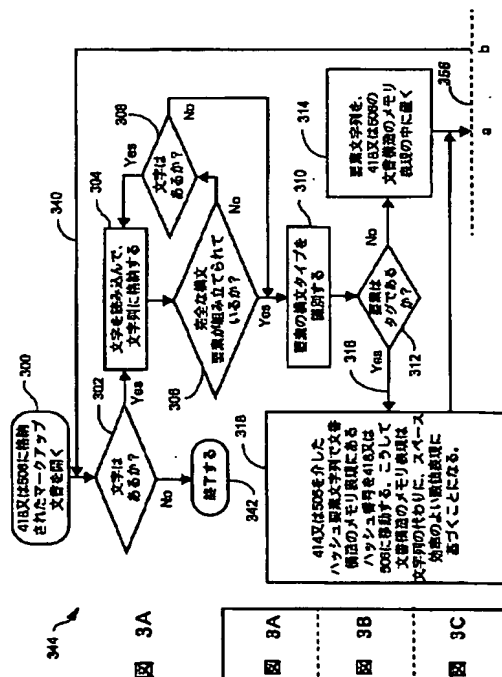 344
図 3A
図 3A
図 3B
図 3C
300
418又は506に格納
されたマークアップ
文書を開く
340
302
文字は
あるか?
Yes
No
終了する
342
304
文字を読み込んで、
文字列に格納する
308
文字は
あるか?
Yes
No
306
完全な構文
要素が組み立てられて
いるか?
No
Yes
310
要素の構文タイプを
識別する
312
要素は
タグである
か?
No
316
Yes
314
要素文字列を、
418又は506の
文書構造のメモリ
表現の中に置く
318
414又は505を介した
ハッシュ要素文字列で文書
構造のメモリ表現にある
ハッシュ番号を418又は
506に移動する。こうして
文書構造のメモリ表現は
文字列の代わりに、スペース
効率のよい数値表現に
基づくことになる。
356
a
b